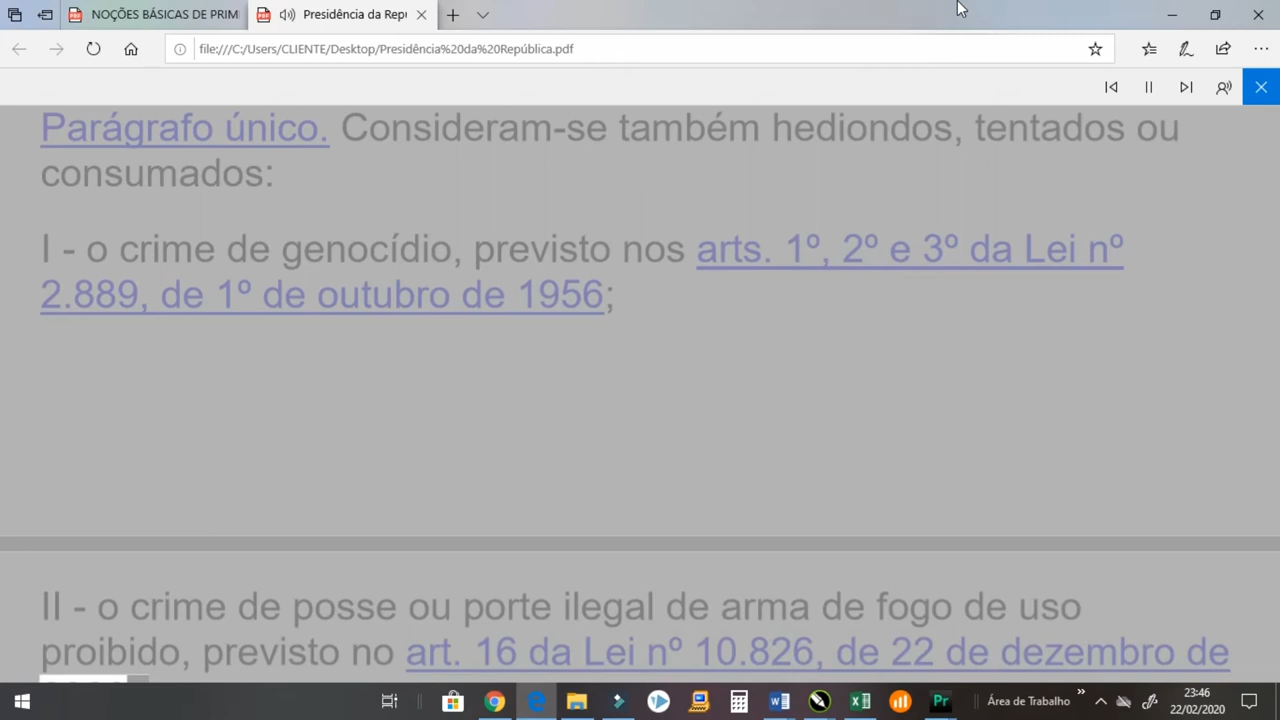 NOÇÕES BÁSICAS DE PRIM
Presidência da Repu
file:///C:/Users/CLIENTE/Desktop/Presidência%20da%20República.pdf
Parágrafo único. Consideram-se também hediondos, tentados ou
consumados:
I - o crime de genocídio, previsto nos arts. 1º, 2º e 3º da Lei nº
2.889, de 1º de outubro de 1956;
II - o crime de posse ou porte ilegal de arma de fogo de uso
proibido, previsto no art. 16 da Lei nº 10.826, de 22 de dezembro de
Área de Trabalho
23:46
22/02/2020